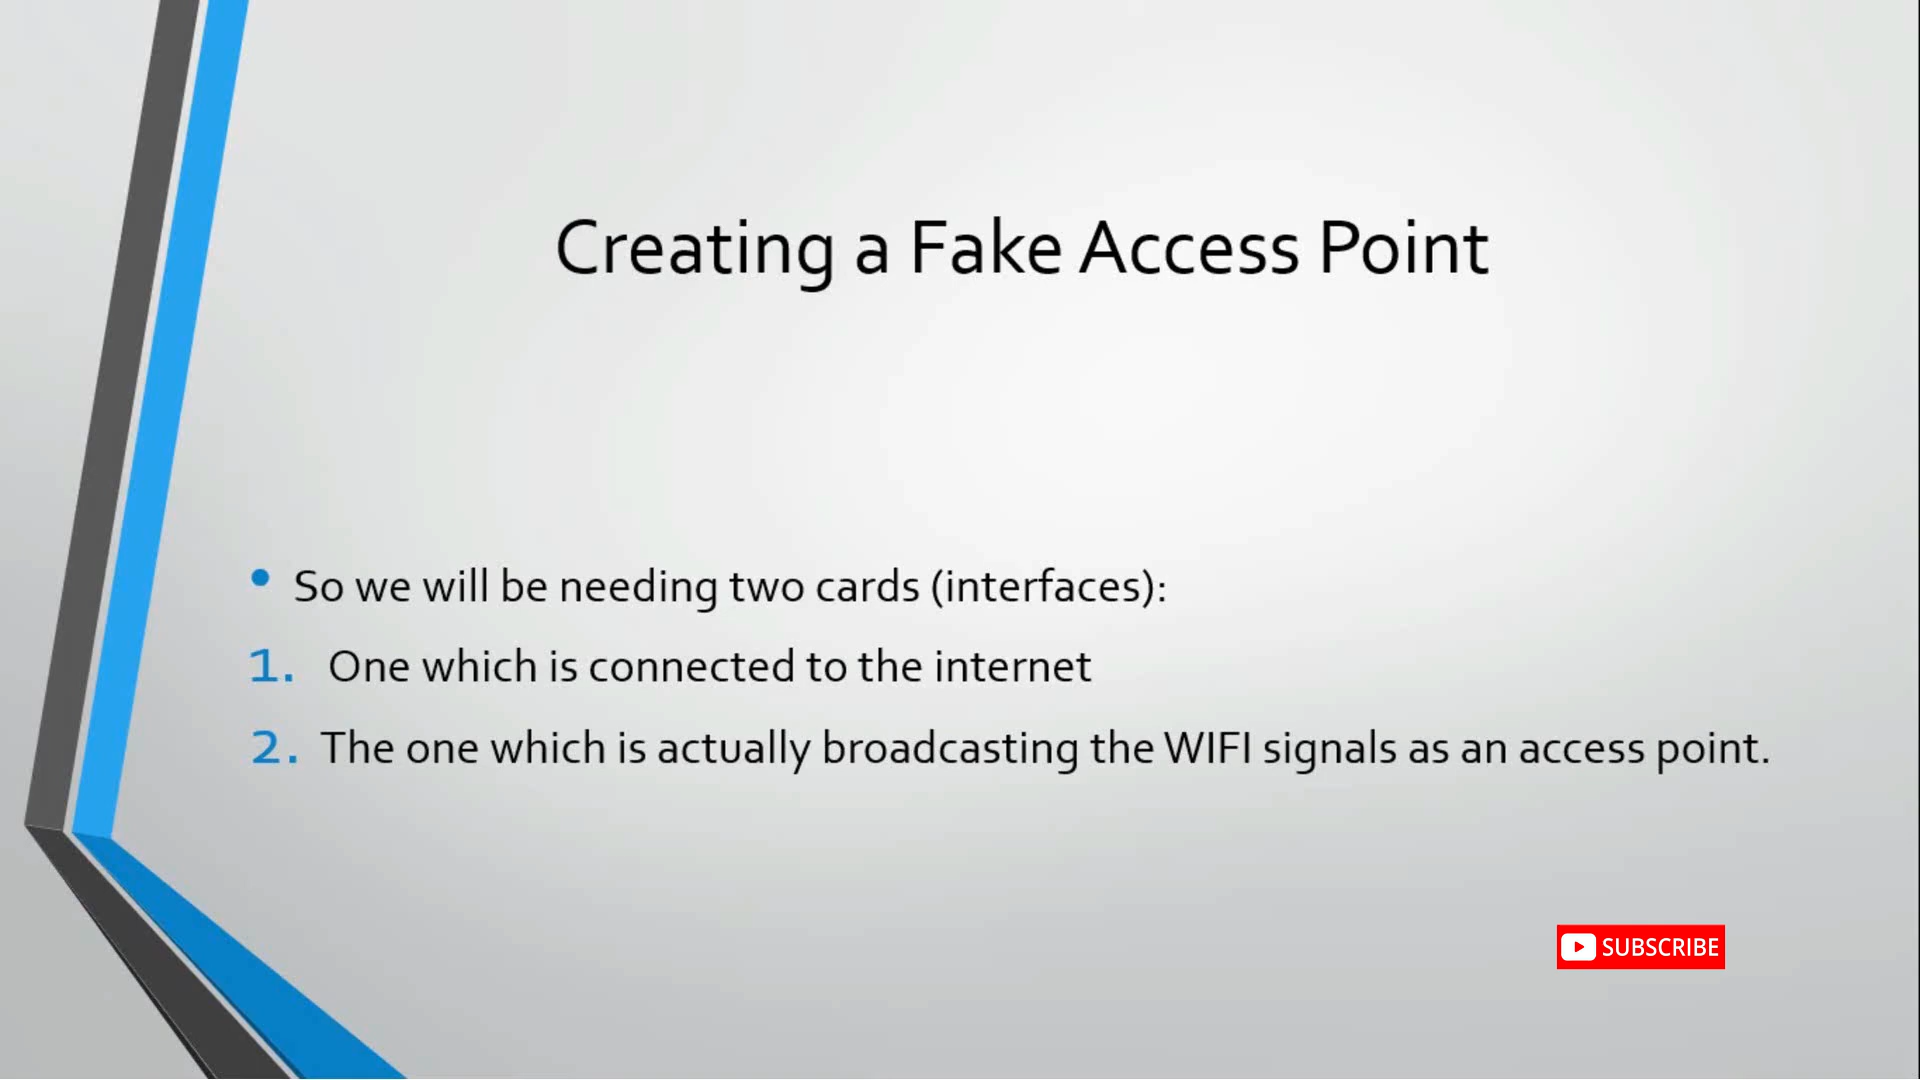 Creating a Fake Access Point
• So we will be needing two cards (interfaces):
1. One which is connected to the internet
2. The one which is actually broadcasting the WIFI signals as an access point.
SUBSCRIBE